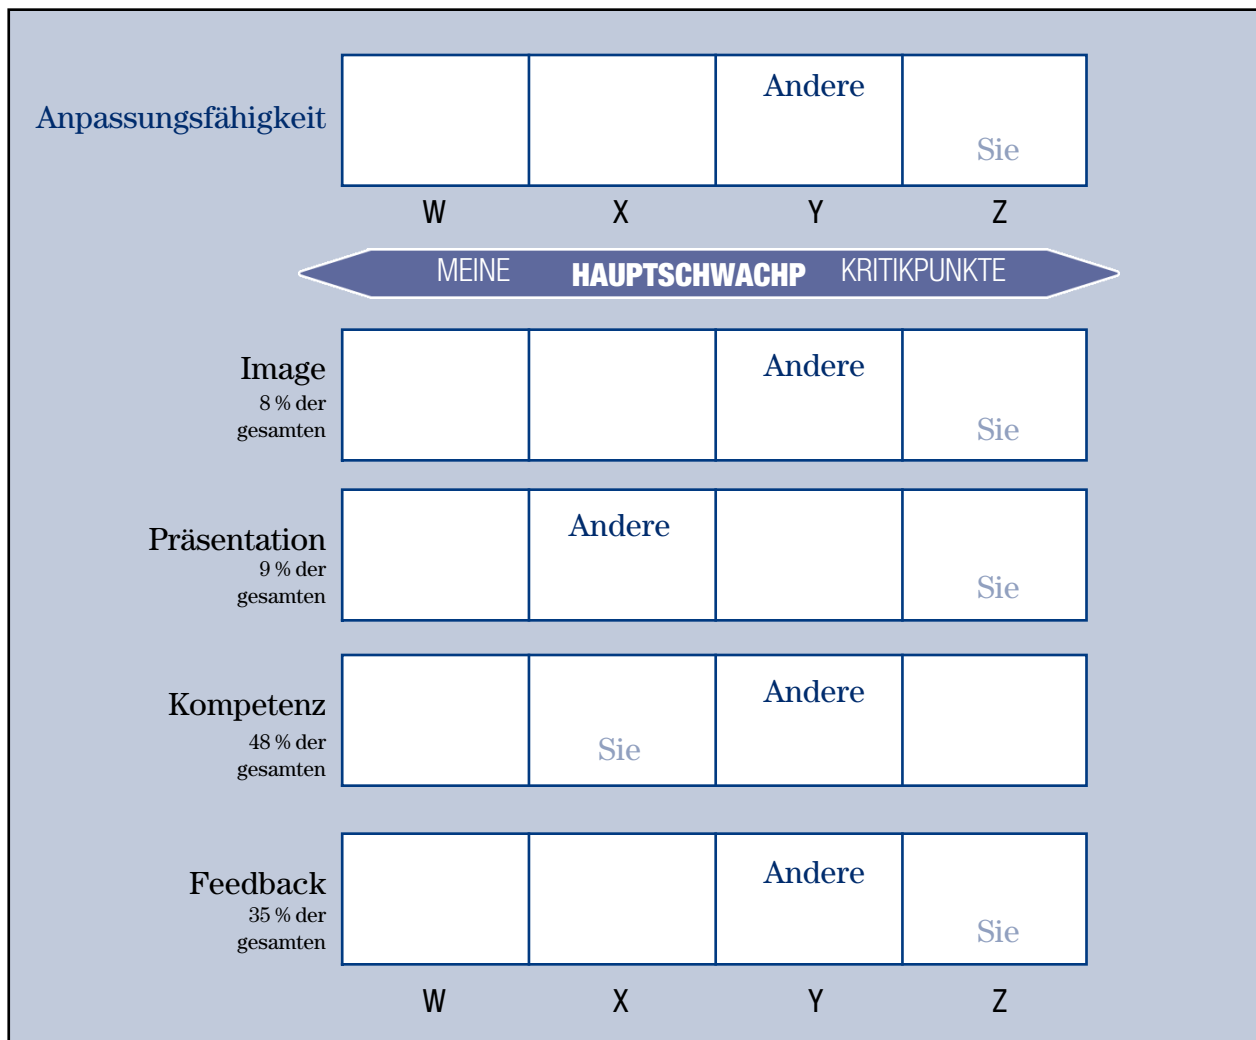 Andere
Anpassungsfähigkeit
Sie
W X Y Z
MEINE HAUPTSCHWACHP KRITIKPUNKTE
Image
Andere
8 % der
gesamten
Sie
Präsentation
Andere
9 % der
gesamten
Sie
Kompetenz
Andere
48 % der
gesamten
Sie
Feedback
Andere
35 % der
gesamten
Sie
W X Y Z